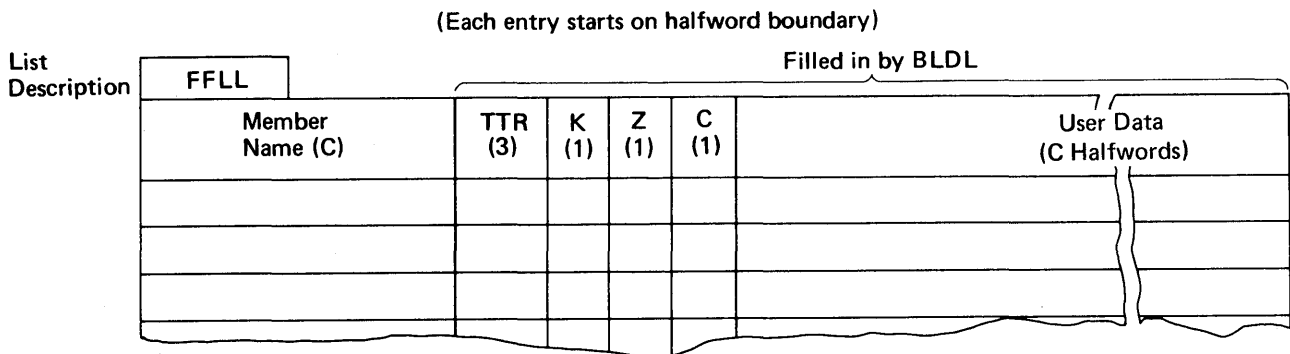 (Each entry starts on halfword boundary)
List
Description
FFLL
Filled in by BLDL
Member
Name (C)
TTR
(3)
K
(1)
Z
(1)
C
(1)
User Data
(C Halfwords)